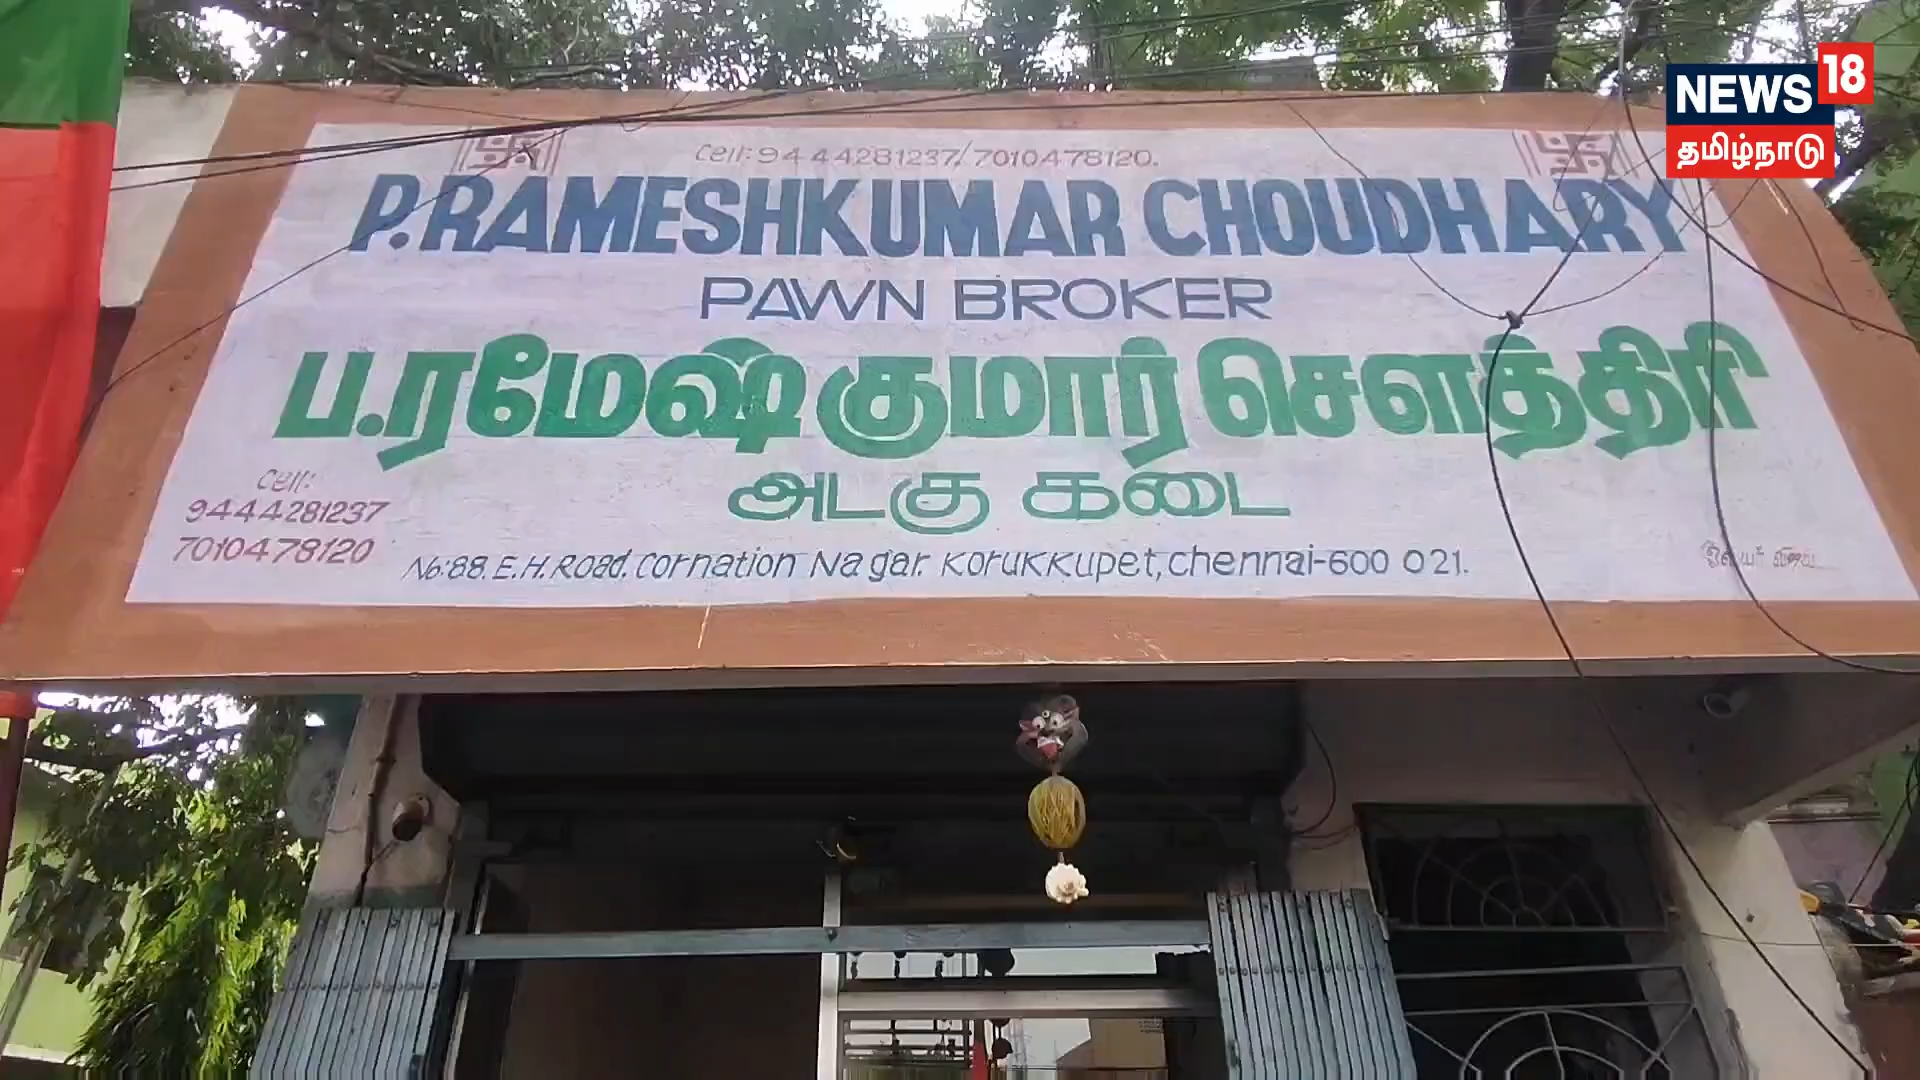 NEWS 18
தமிழ்நாடு
Cell: 9444281237/7010478120.
P. RAMESHKUMAR CHOUDHARY
PAWN BROKER
ப.ரமேஷ்குமார் சௌத்திரி
அடகு கடை
Cell:
9444281237
7010478120
No:88. E.H. Road. Cornation Nagar. Korukkupet, Chennai-600 021.